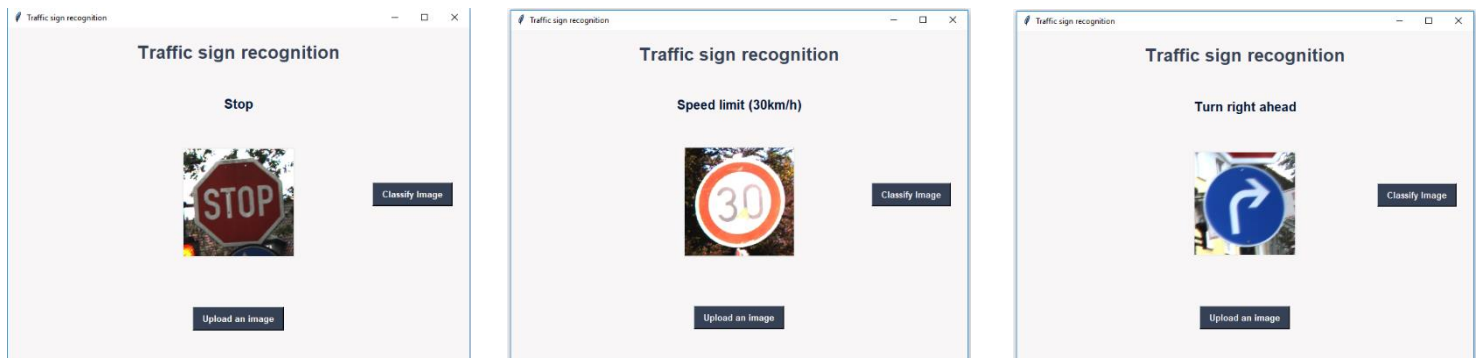 Traffic sign recognition
Traffic sign recognition
Stop
STOP
Classify Image
Upload an image
Traffic sign recognition
Traffic sign recognition
Speed limit (30km/h)
30
Classify Image
Upload an image
Traffic sign recognition
Traffic sign recognition
Turn right ahead
Classify Image
Upload an image